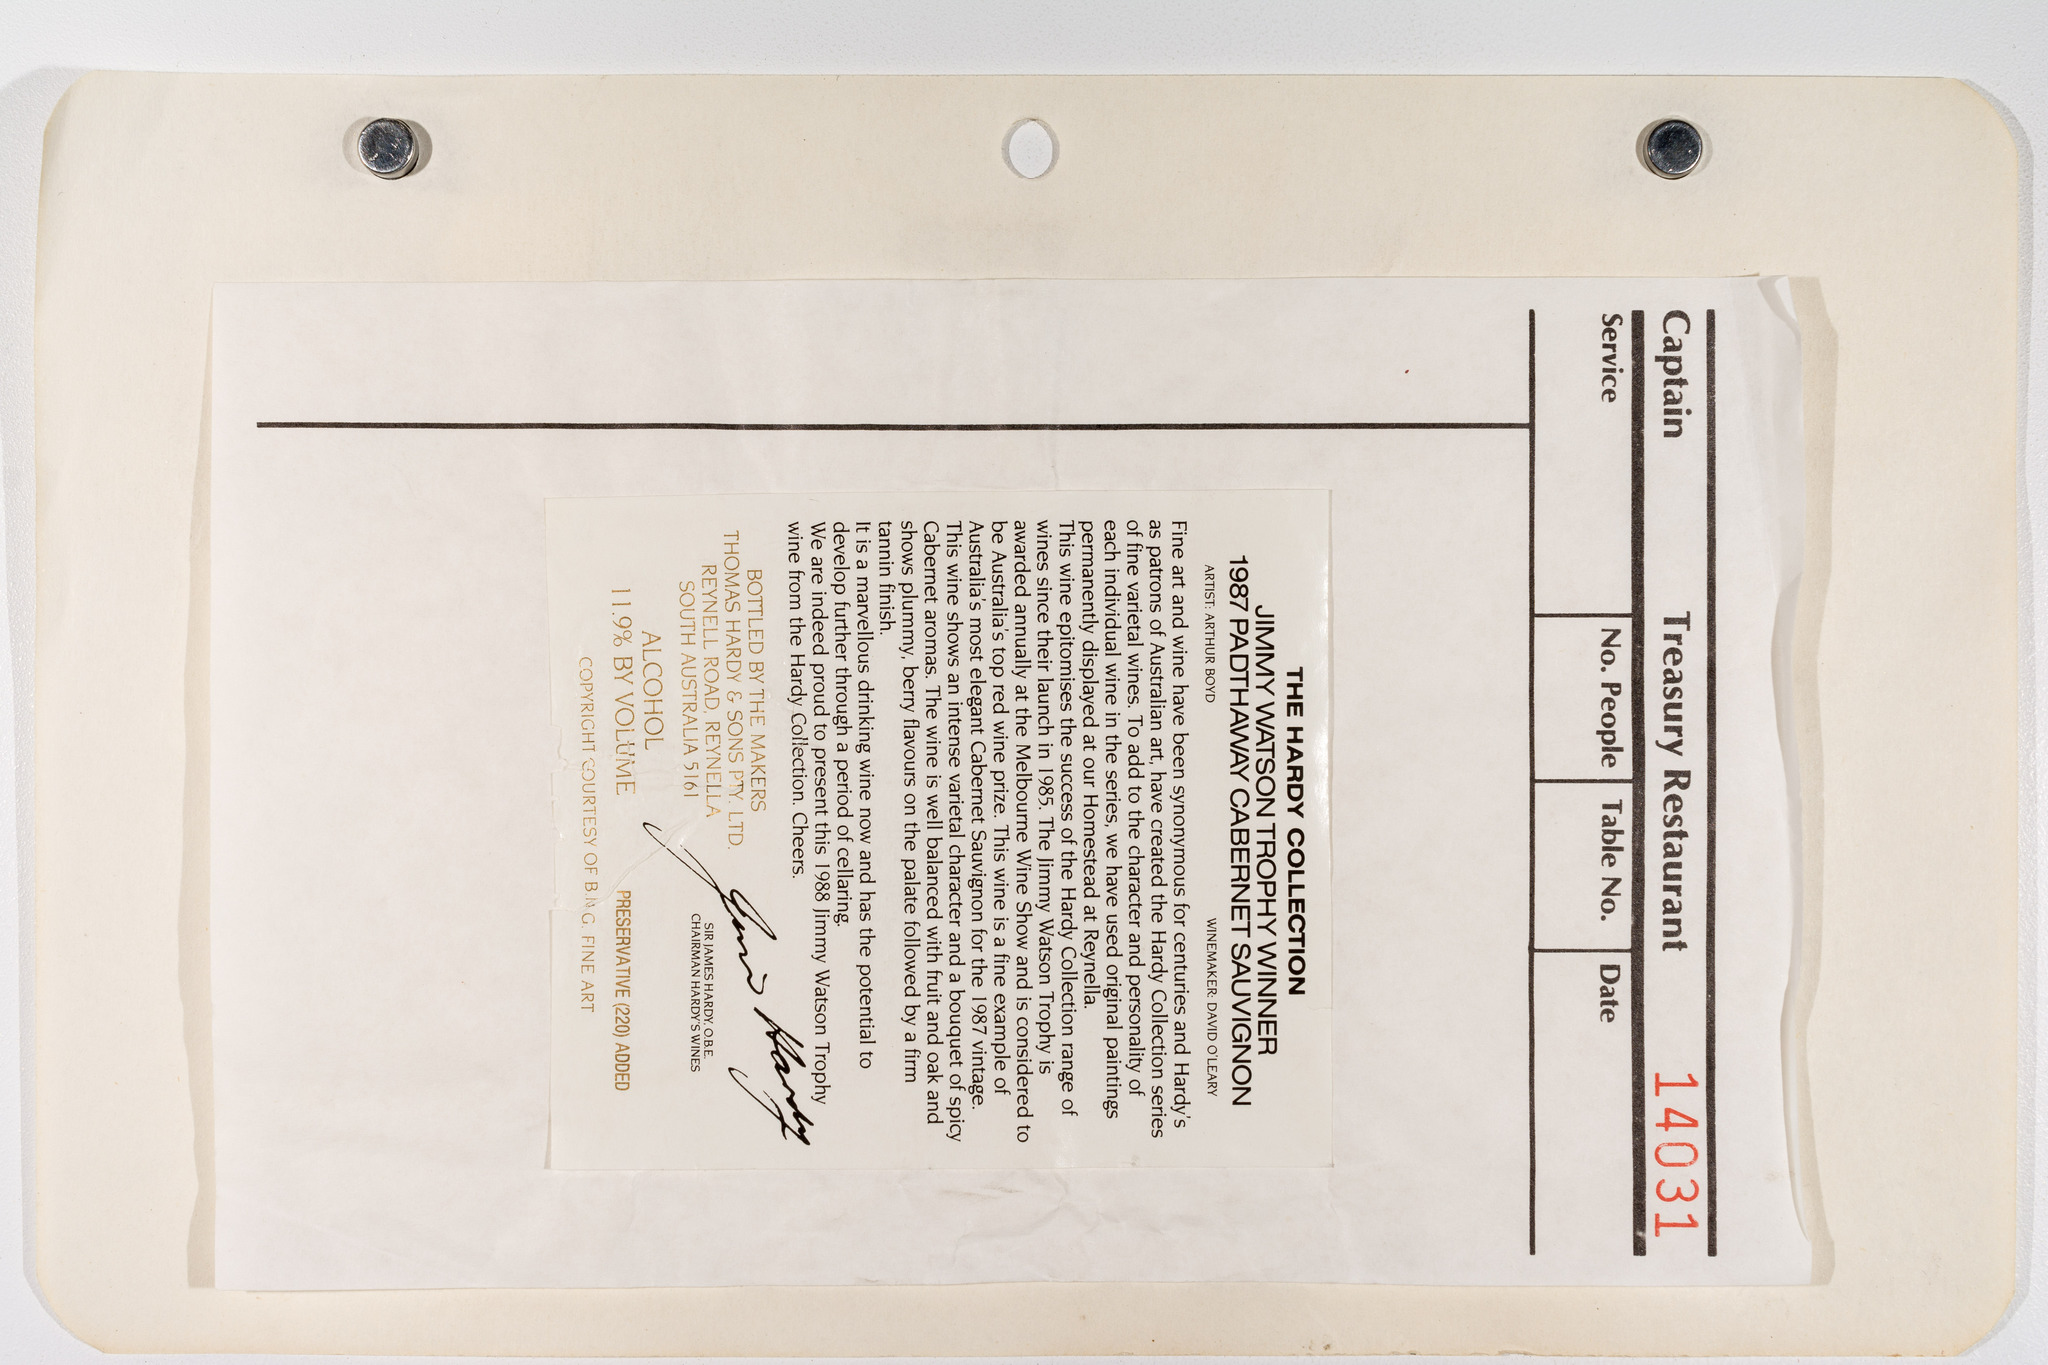 Captain Treasury Restaurant 14031
Service No. People Table No. Date
THE HARDY COLLECTION
JIMMY WATSON TROPHY WINNER
1987 PADTHAWAY CABERNET SAUVIGNON
ARTIST: ARTHUR BOYD WINEMAKER: DAVID O'LEARY
Fine art and wine have been synonymous for centuries and Hardy's
as patrons of Australian art, have created the Hardy Collection series
of fine varietal wines. To add to the character and personality of
each individual wine in the series, we have used original paintings
permanently displayed at our Homestead at Reynella.
This wine epitomises the success of the Hardy Collection range of
wines since their launch in 1985. The Jimmy Watson Trophy is
awarded annually at the Melbourne Wine Show and is considered to
be Australia's top red wine prize. This wine is a fine example of
Australia's most elegant Cabernet Sauvignon for the 1987 vintage.
This wine shows an intense varietal character and a bouquet of spicy
Cabernet aromas. The wine is well balanced with fruit and oak and
shows plummy, berry flavours on the palate followed by a firm
tannin finish.
It is a marvellous drinking wine now and has the potential to
develop further through a period of cellaring.
We are indeed proud to present this 1988 Jimmy Watson Trophy
wine from the Hardy Collection. Cheers.
BOTTLED BY THE MAKERS
THOMAS HARDY & SONS PTY. LTD.
REYNELL ROAD, REYNELLA
SOUTH AUSTRALIA 5161
James Hardy
SIR JAMES HARDY, O.B.E.
CHAIRMAN HARDY'S WINES
ALCOHOL
11.9% BY VOLUME PRESERVATIVE (220) ADDED
COPYRIGHT COURTESY OF B.N.G. FINE ART